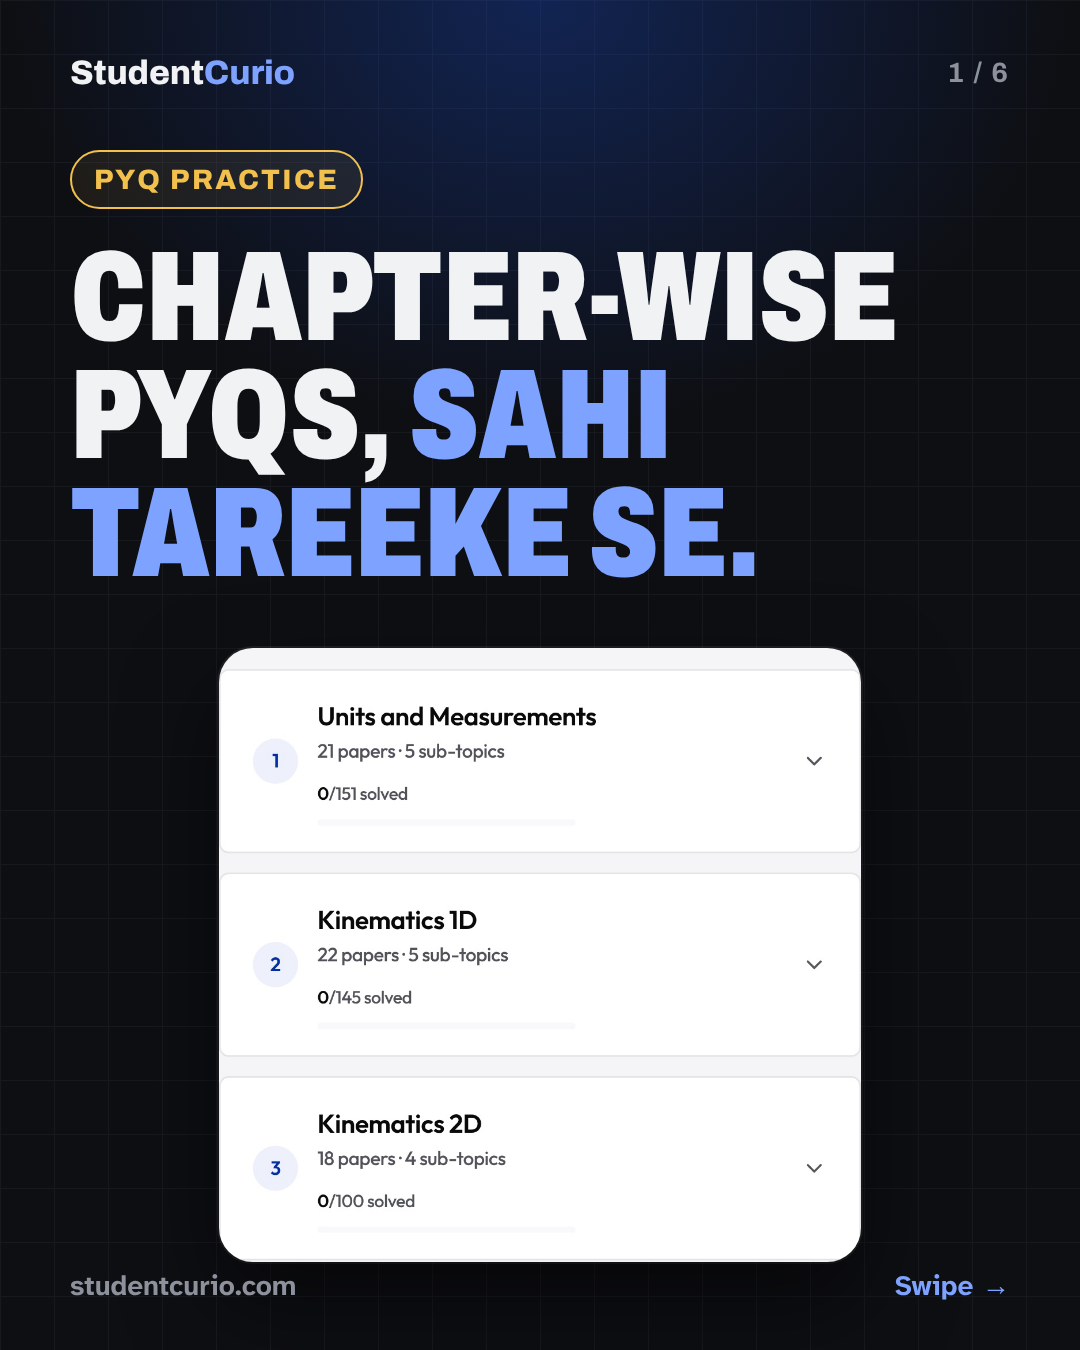 StudentCurio
1 / 6
PYQ PRACTICE
CHAPTER-WISE
PYQS, SAHI
TAREEKE SE.
Units and Measurements
1
21 papers · 5 sub-topics
0/151 solved
Kinematics 1D
2
22 papers · 5 sub-topics
0/145 solved
Kinematics 2D
3
18 papers · 4 sub-topics
0/100 solved
studentcurio.com
Swipe →